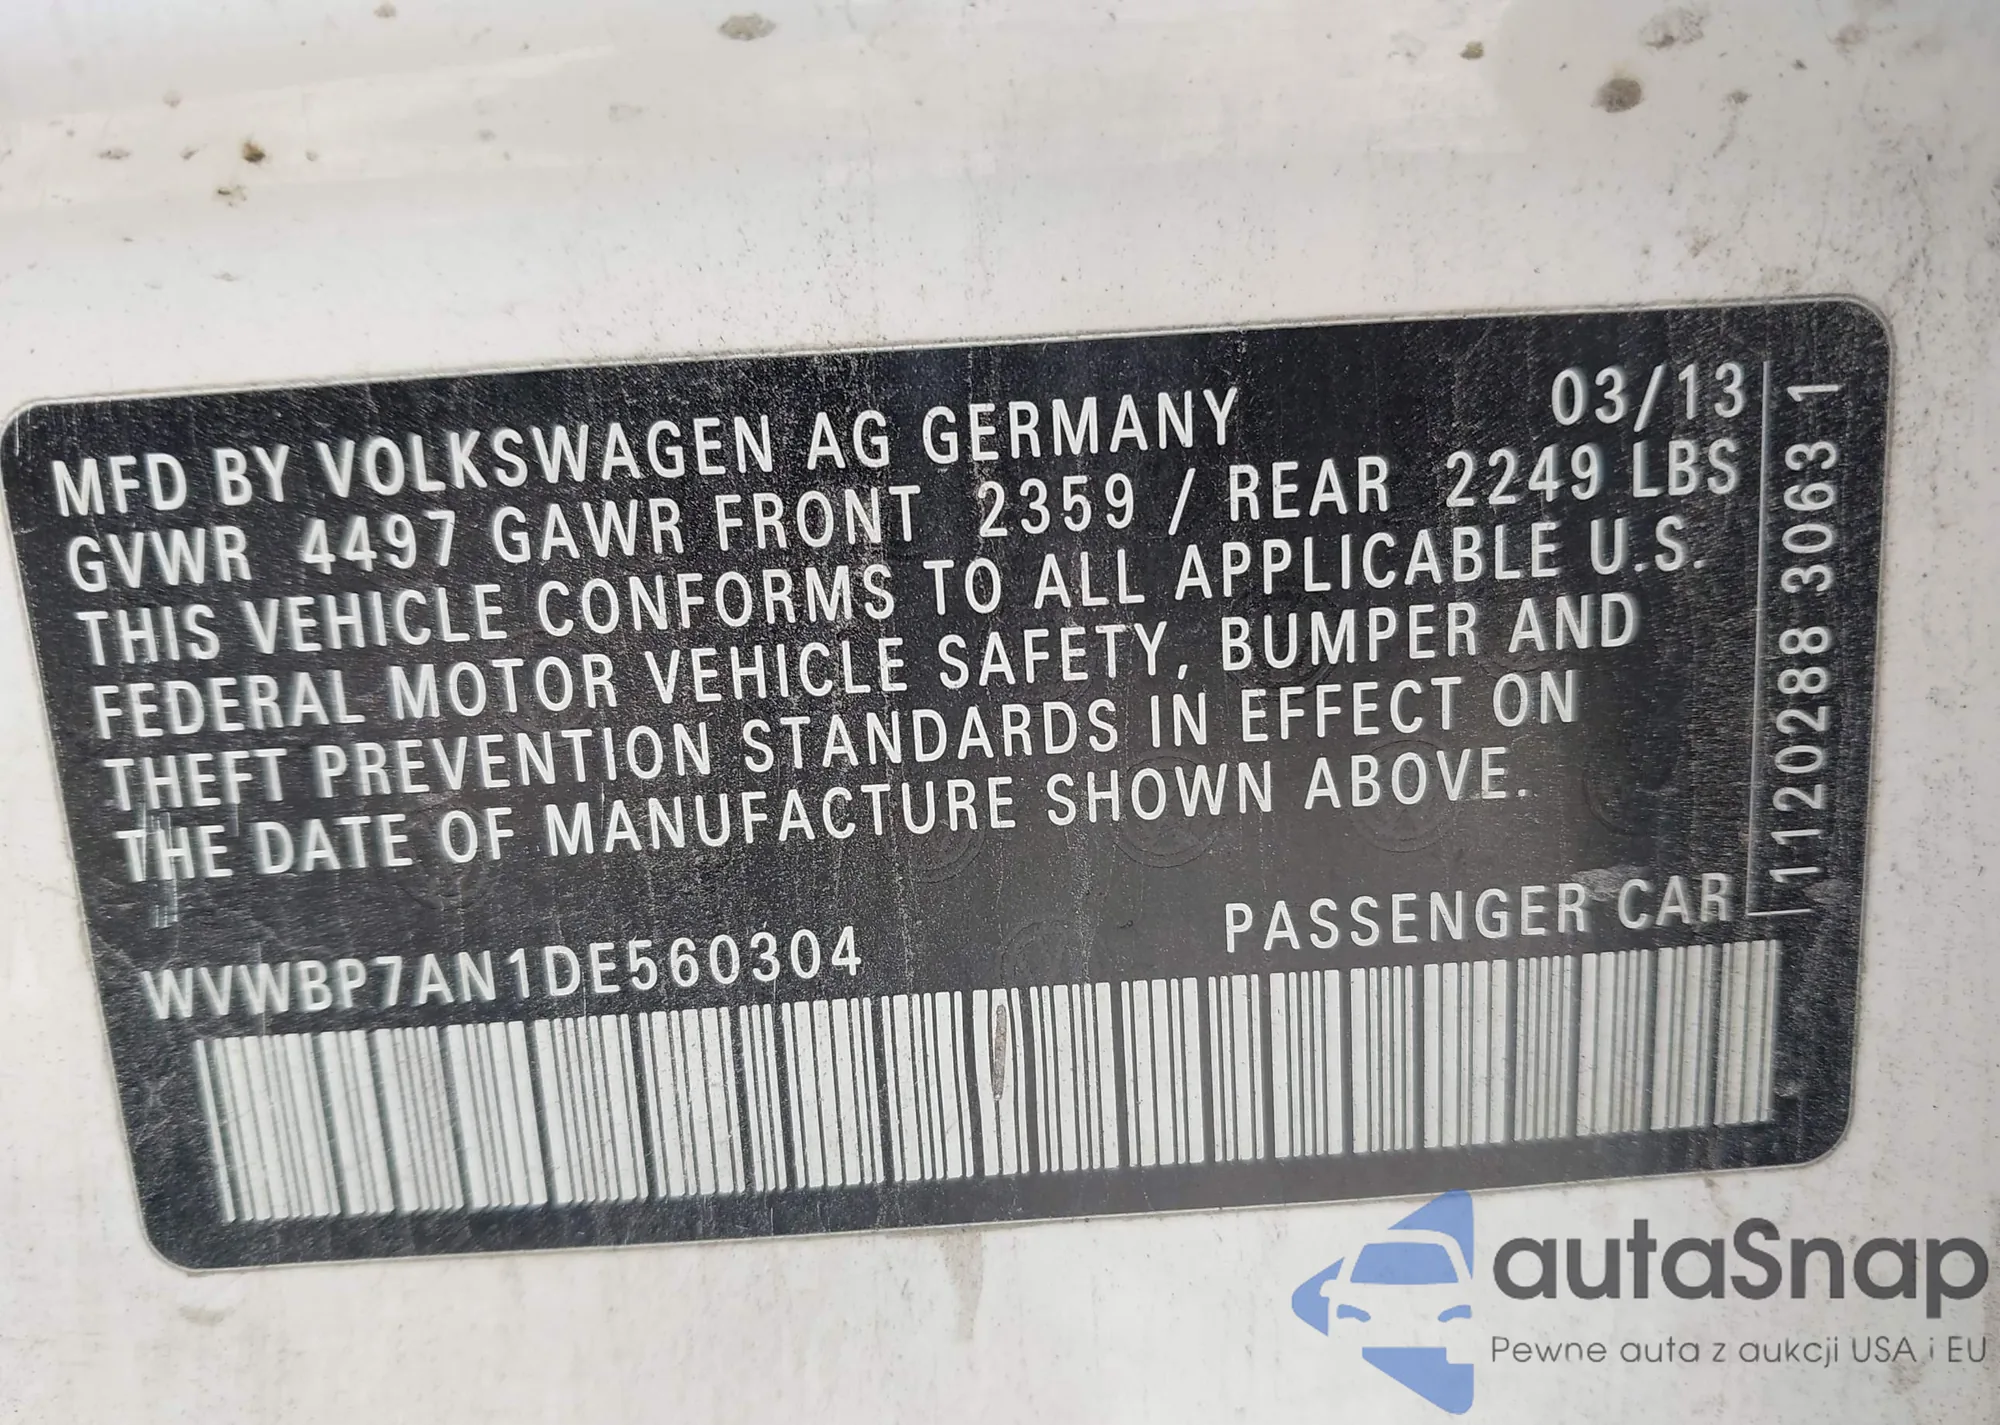 MFD BY VOLKSWAGEN AG GERMANY 03/13
GVWR 4497 GAWR FRONT 2359 / REAR 2249 LBS
THIS VEHICLE CONFORMS TO ALL APPLICABLE U.S.
FEDERAL MOTOR VEHICLE SAFETY, BUMPER AND
THEFT PREVENTION STANDARDS IN EFFECT ON
THE DATE OF MANUFACTURE SHOWN ABOVE.
WVWBP7AN1DE560304 PASSENGER CAR
1120288 3063 1
autaSnap
Pewne auta z aukcji USA i EU